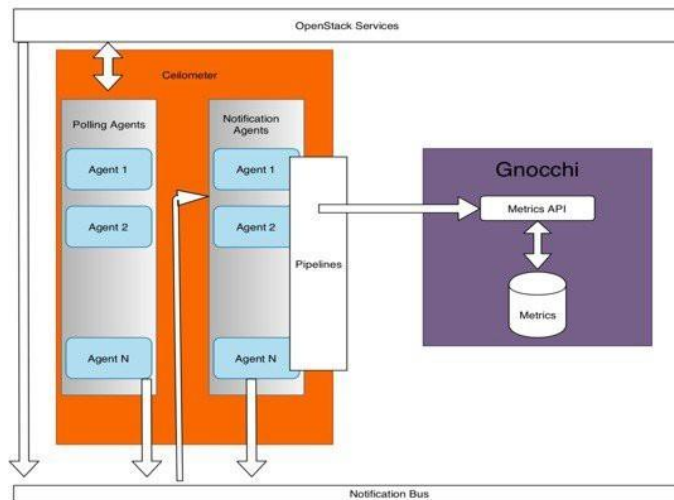 OpenStack Services
Ceilometer
Polling Agents
Agent 1
Agent 2
Agent N
Notification
Agents
Agent 1
Agent 2
Agent N
Pipelines
Gnocchi
Metrics API
Metrics
Notification Bus